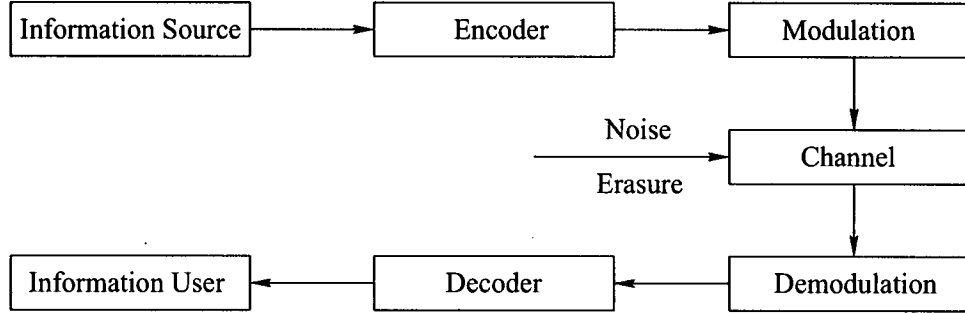 Information Source
Encoder
Modulation
Noise
Channel
Erasure
Information User
Decoder
Demodulation